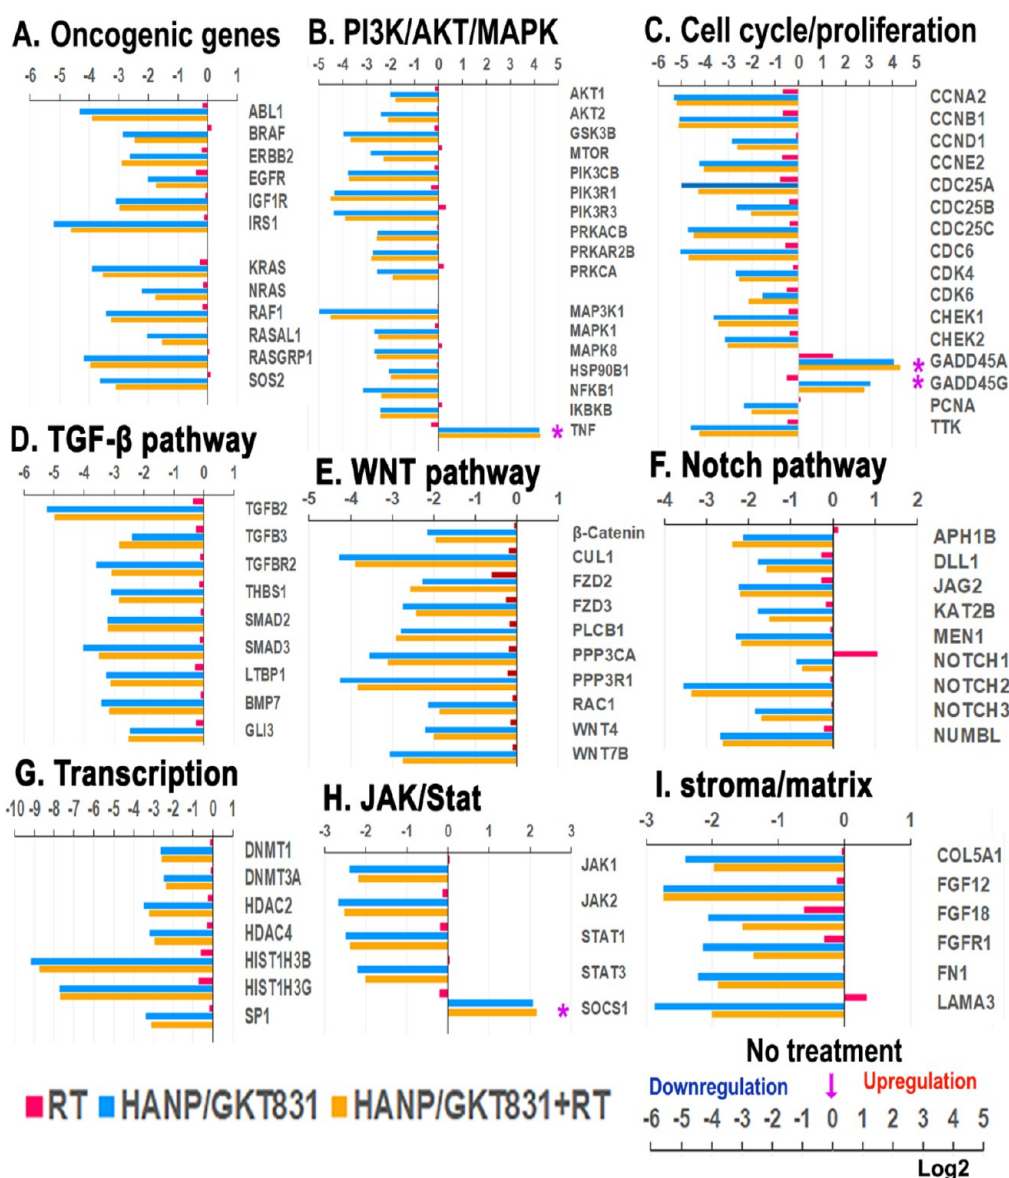 A. Oncogenic genes
-6 -5 -4 -3 -2 -1 0 1
ABL1
BRAF
ERBB2
EGFR
IGF1R
IRS1
KRAS
NRAS
RAF1
RASAL1
RASGRP1
SOS2
B. PI3K/AKT/MAPK
-5 -4 -3 -2 -1 0 1 2 3 4 5
AKT1
AKT2
GSK3B
MTOR
PIK3CB
PIK3R1
PIK3R3
PRKACB
PRKAR2B
PRKCA
MAP3K1
MAPK1
MAPK8
HSP90B1
NFKB1
IKBKB
* TNF
C. Cell cycle/proliferation
-6 -5 -4 -3 -2 -1 0 1 2 3 4 5
CCNA2
CCNB1
CCND1
CCNE2
CDC25A
CDC25B
CDC25C
CDC6
CDK4
CDK6
CHEK1
CHEK2
* GADD45A
* GADD45G
PCNA
TTK
D. TGF-β pathway
-6 -5 -4 -3 -2 -1 0 1
TGFB2
TGFB3
TGFBR2
THBS1
SMAD2
SMAD3
LTBP1
BMP7
GLI3
E. WNT pathway
-5 -4 -3 -2 -1 0 1
β-Catenin
CUL1
FZD2
FZD3
PLCB1
PPP3CA
PPP3R1
RAC1
WNT4
WNT7B
F. Notch pathway
-4 -3 -2 -1 0 1 2
APH1B
DLL1
JAG2
KAT2B
MEN1
NOTCH1
NOTCH2
NOTCH3
NUMBL
G. Transcription
-10 -9 -8 -7 -6 -5 -4 -3 -2 -1 0 1
DNMT1
DNMT3A
HDAC2
HDAC4
HIST1H3B
HIST1H3G
SP1
H. JAK/Stat
-3 -2 -1 0 1 2 3
JAK1
JAK2
STAT1
STAT3
* SOCS1
I. stroma/matrix
-3 -2 -1 0 1
COL5A1
FGF12
FGF18
FGFR1
FN1
LAMA3
RT HANP/GKT831 HANP/GKT831+RT
No treatment
Downregulation ↓ Upregulation
-6 -5 -4 -3 -2 -1 0 1 2 3 4 5
Log2